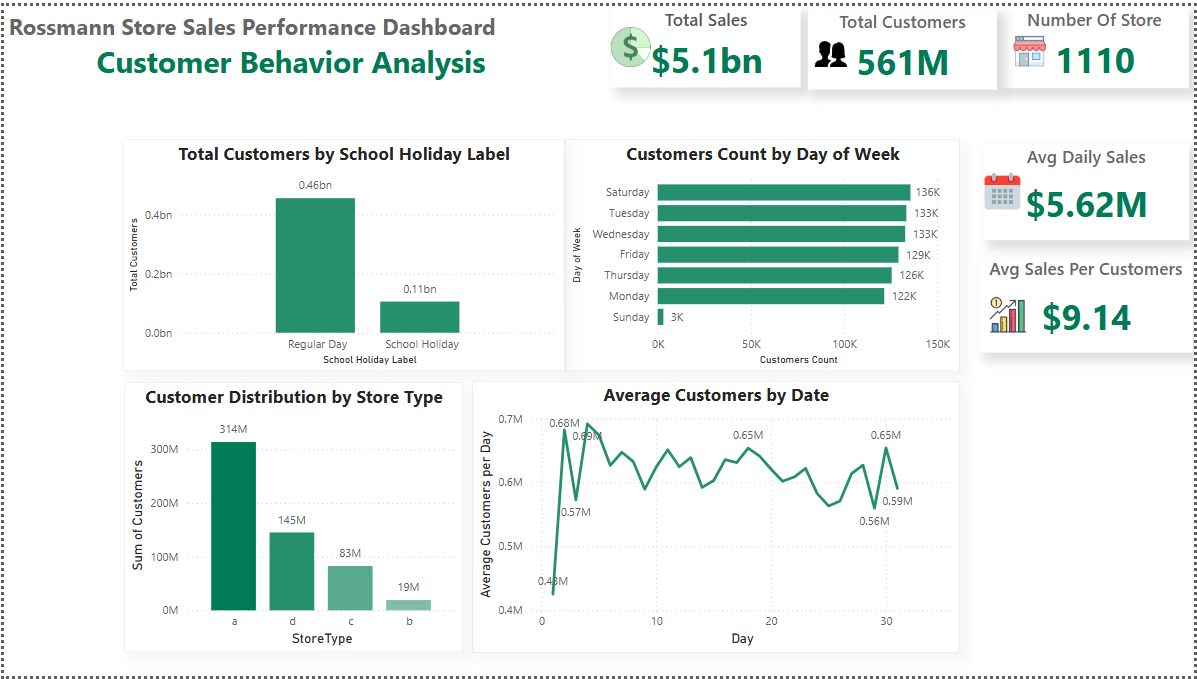 Rossmann Store Sales Performance Dashboard
Customer Behavior Analysis
Total Sales
$5.1bn
Total Customers
561M
Number Of Store
1110
Avg Daily Sales
$5.62M
Avg Sales Per Customers
$9.14
Total Customers by School Holiday Label
Total Customers
0.4bn
0.2bn
0.0bn
0.46bn
0.11bn
Regular Day
School Holiday
School Holiday Label
Customers Count by Day of Week
Day of Week
Saturday 136K
Tuesday 133K
Wednesday 133K
Friday 129K
Thursday 126K
Monday 122K
Sunday 3K
0K 50K 100K 150K
Customers Count
Customer Distribution by Store Type
Sum of Customers
300M
200M
100M
0M
314M
145M
83M
19M
a d c b
StoreType
Average Customers by Date
Average Customers per Day
0.7M
0.6M
0.5M
0.4M
0.68M
0.69M
0.57M
0.43M
0.65M
0.65M
0.59M
0.56M
0 10 20 30
Day